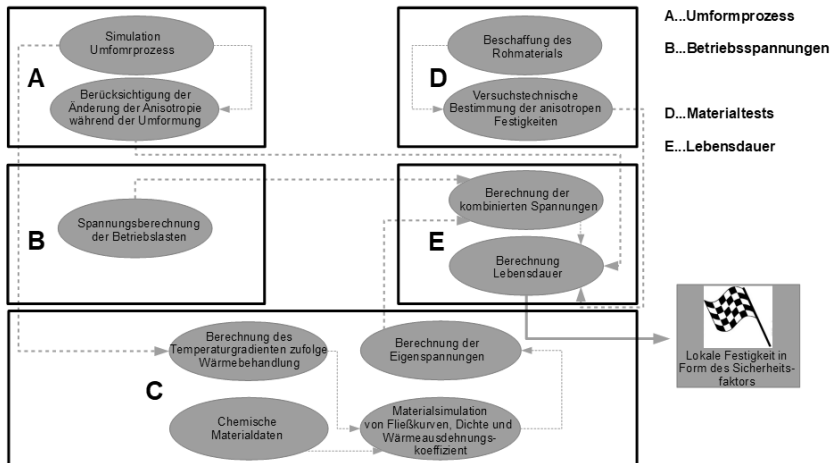 Simulation
Umfomrprozess
A
Berücksichtigung der
Änderung der Anisotropie
während der Umformung
Beschaffung des
Rohmaterials
D
Versuchstechnische
Bestimmung der anisotropen
Festigkeiten
A...Umformprozess
B...Betriebsspannungen
D...Materialtests
E...Lebensdauer
B
Spannungsberechnung
der Betriebslasten
Berechnung der
kombinierten Spannungen
E
Berechnung
Lebensdauer
Berechnung des
Temperaturgradienten zufolge
Wärmebehandlung
Berechnung der
Eigenspannungen
C
Chemische
Materialdaten
Materialsimulation
von Fließkurven, Dichte und
Wärmeausdehnungs-
koeffizient
Lokale Festigkeit in
Form des Sicherheits-
faktors